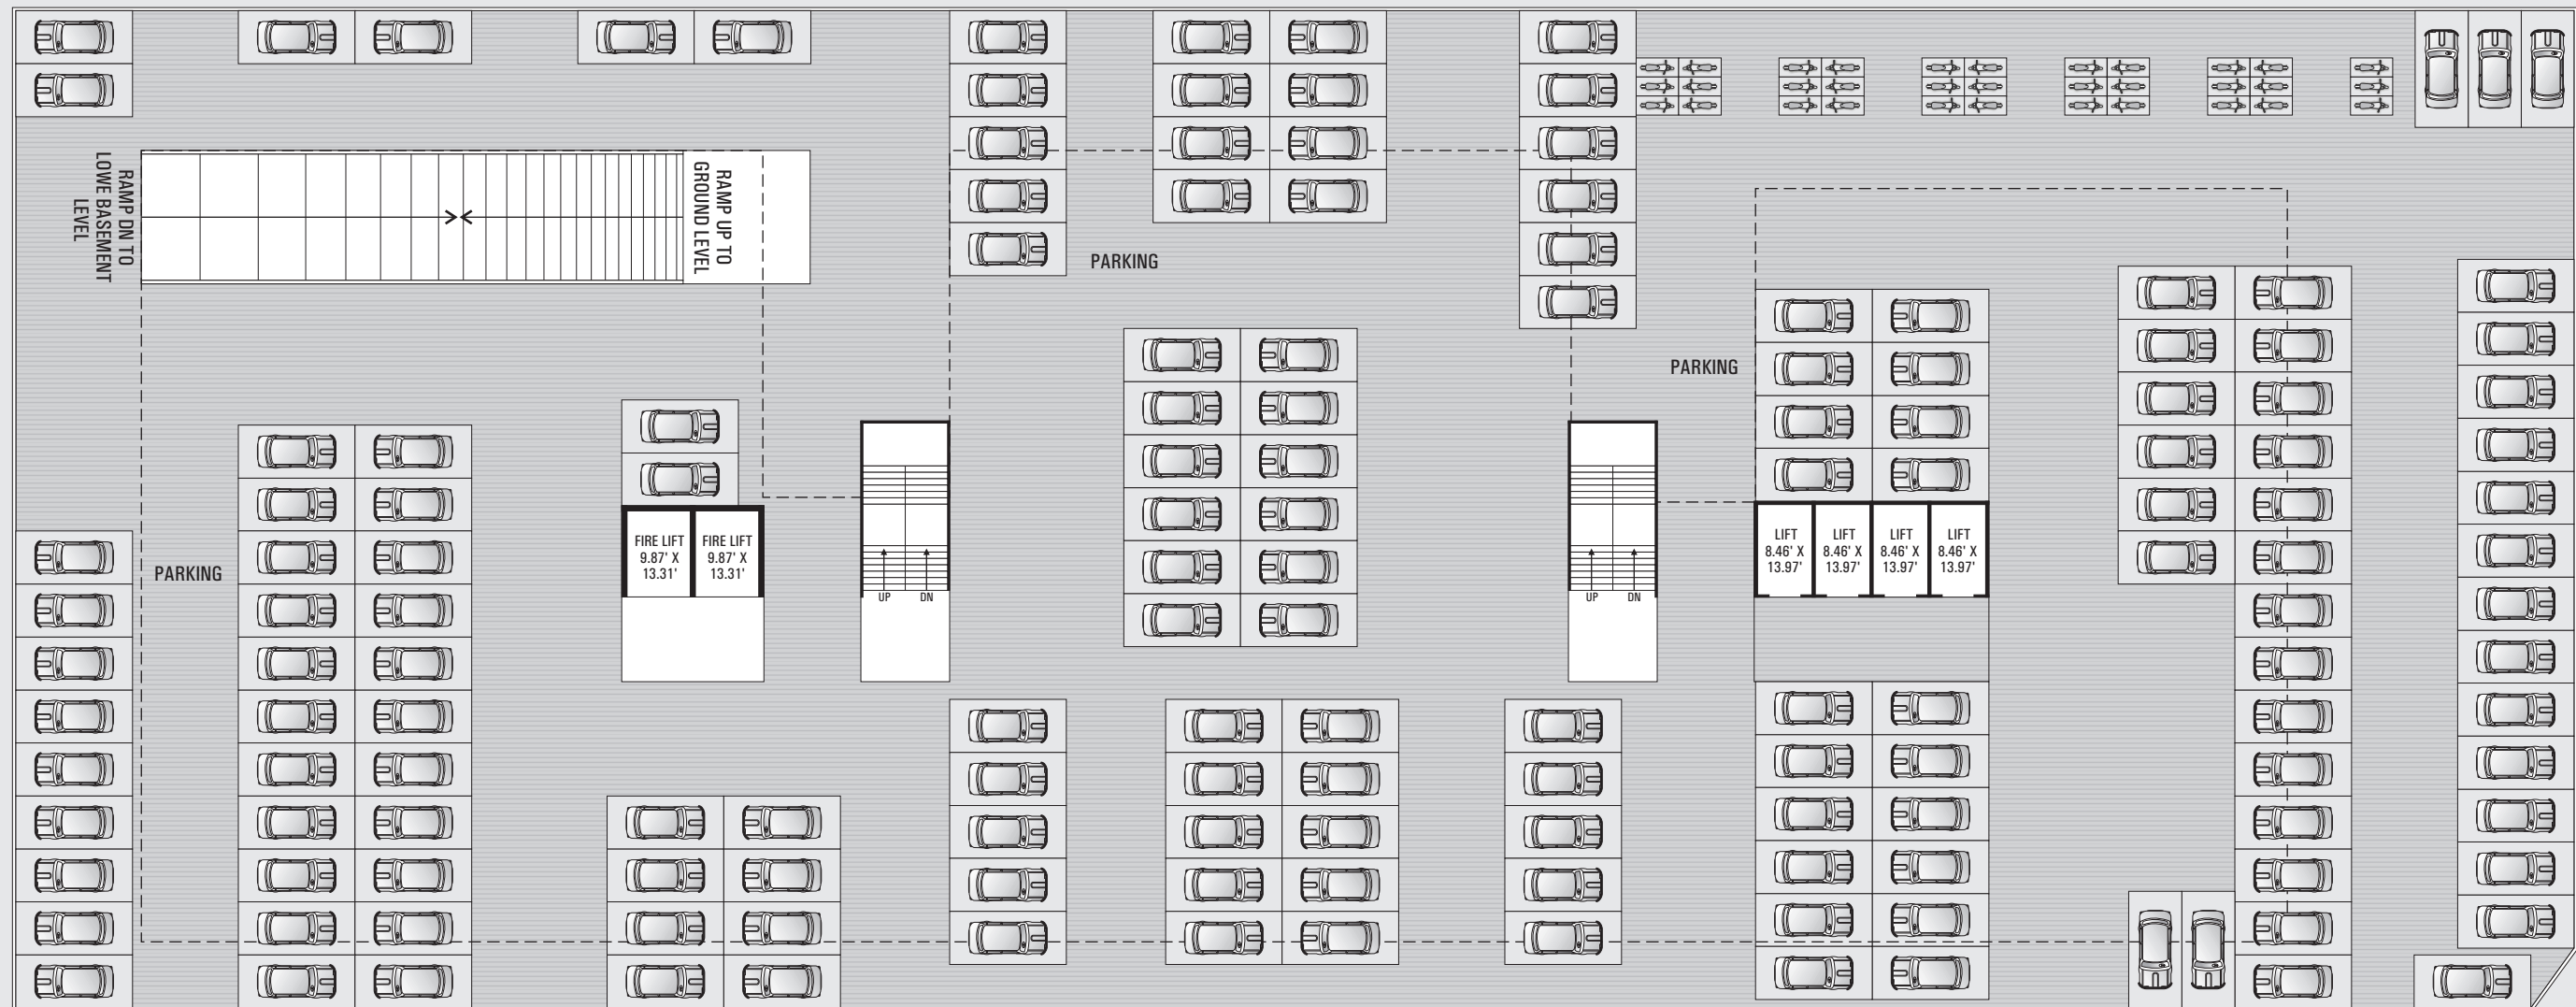 RAMP DN TO
LOWE BASEMENT
LEVEL
RAMP UP TO
GROUND LEVEL
PARKING
PARKING
PARKING
FIRE LIFT
9.87' X
13.31'
FIRE LIFT
9.87' X
13.31'
UP
DN
UP
DN
LIFT
8.46' X
13.97'
LIFT
8.46' X
13.97'
LIFT
8.46' X
13.97'
LIFT
8.46' X
13.97'